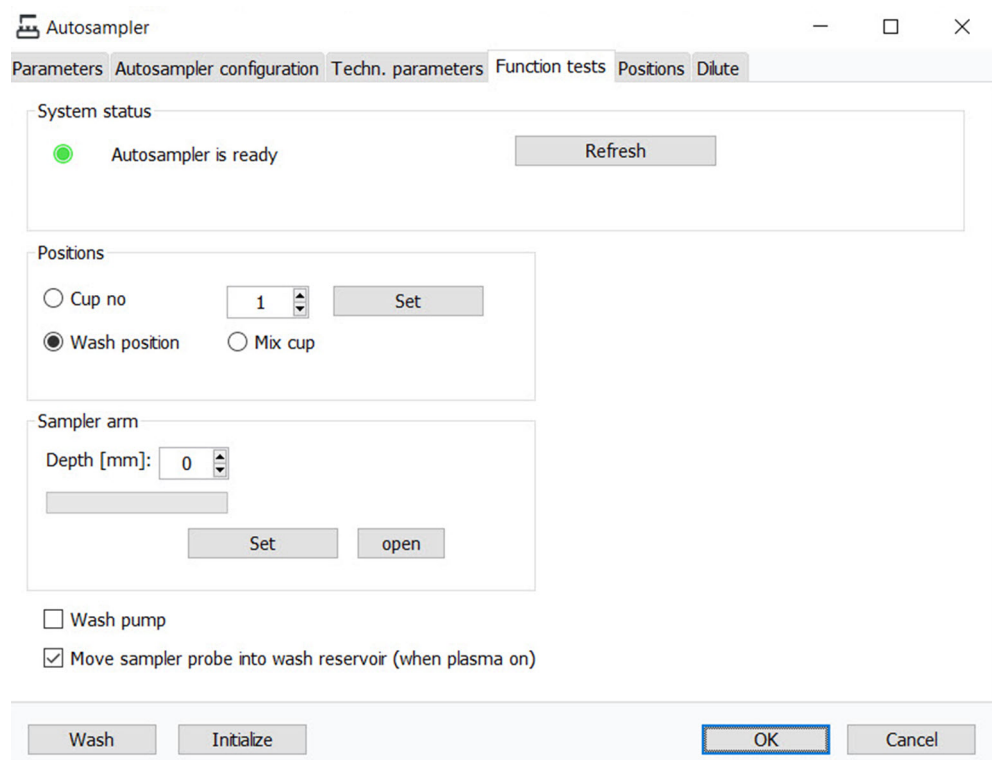 Autosampler
Parameters Autosampler configuration Techn. parameters Function tests Positions Dilute
System status
Autosampler is ready Refresh
Positions
Cup no 1 Set
Wash position Mix cup
Sampler arm
Depth [mm]: 0
Set open
Wash pump
Move sampler probe into wash reservoir (when plasma on)
Wash Initialize OK Cancel